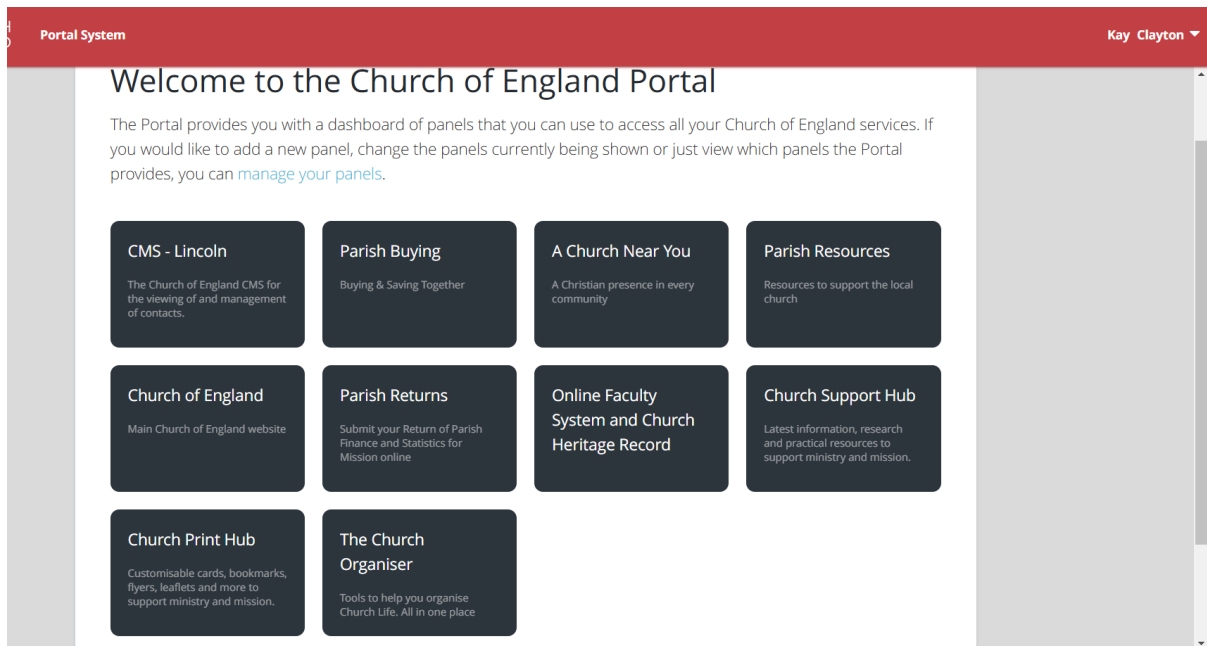 Portal System
Kay Clayton
Welcome to the Church of England Portal
The Portal provides you with a dashboard of panels that you can use to access all your Church of England services. If
you would like to add a new panel, change the panels currently being shown or just view which panels the Portal
provides, you can manage your panels.
CMS - Lincoln
The Church of England CMS for
the viewing of and management
of contacts.
Parish Buying
Buying & Saving Together
A Church Near You
A Christian presence in every
community
Parish Resources
Resources to support the local
church
Church of England
Main Church of England website
Parish Returns
Submit your Return of Parish
Finance and Statistics for
Mission online
Online Faculty
System and Church
Heritage Record
Church Support Hub
Latest information, research
and practical resources to
support ministry and mission.
Church Print Hub
Customisable cards, bookmarks,
flyers, leaflets and more to
support ministry and mission.
The Church
Organiser
Tools to help you organise
Church Life. All in one place